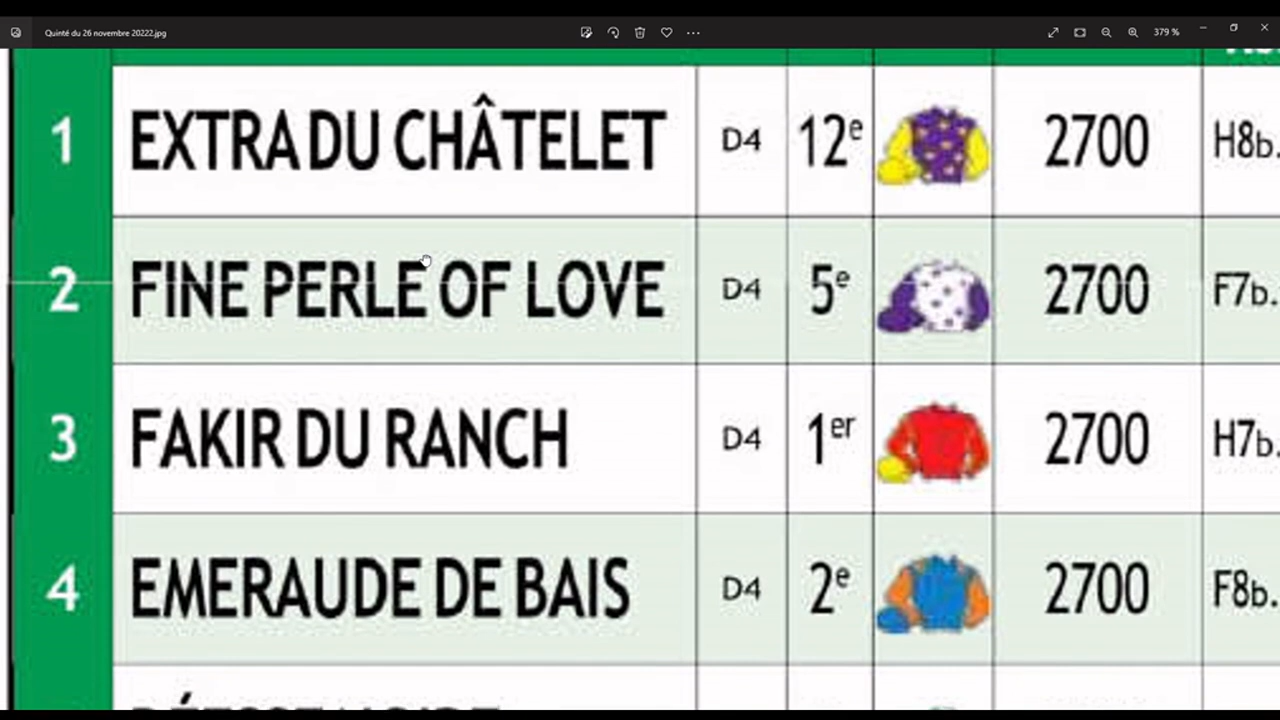 Quinté du 26 novembre 20222.jpg
379 %
1 EXTRA DU CHÂTELET D4 12e 2700 H8b.
2 FINE PERLE OF LOVE D4 5e 2700 F7b.
3 FAKIR DU RANCH D4 1er 2700 H7b.
4 EMERAUDE DE BAIS D4 2e 2700 F8b.